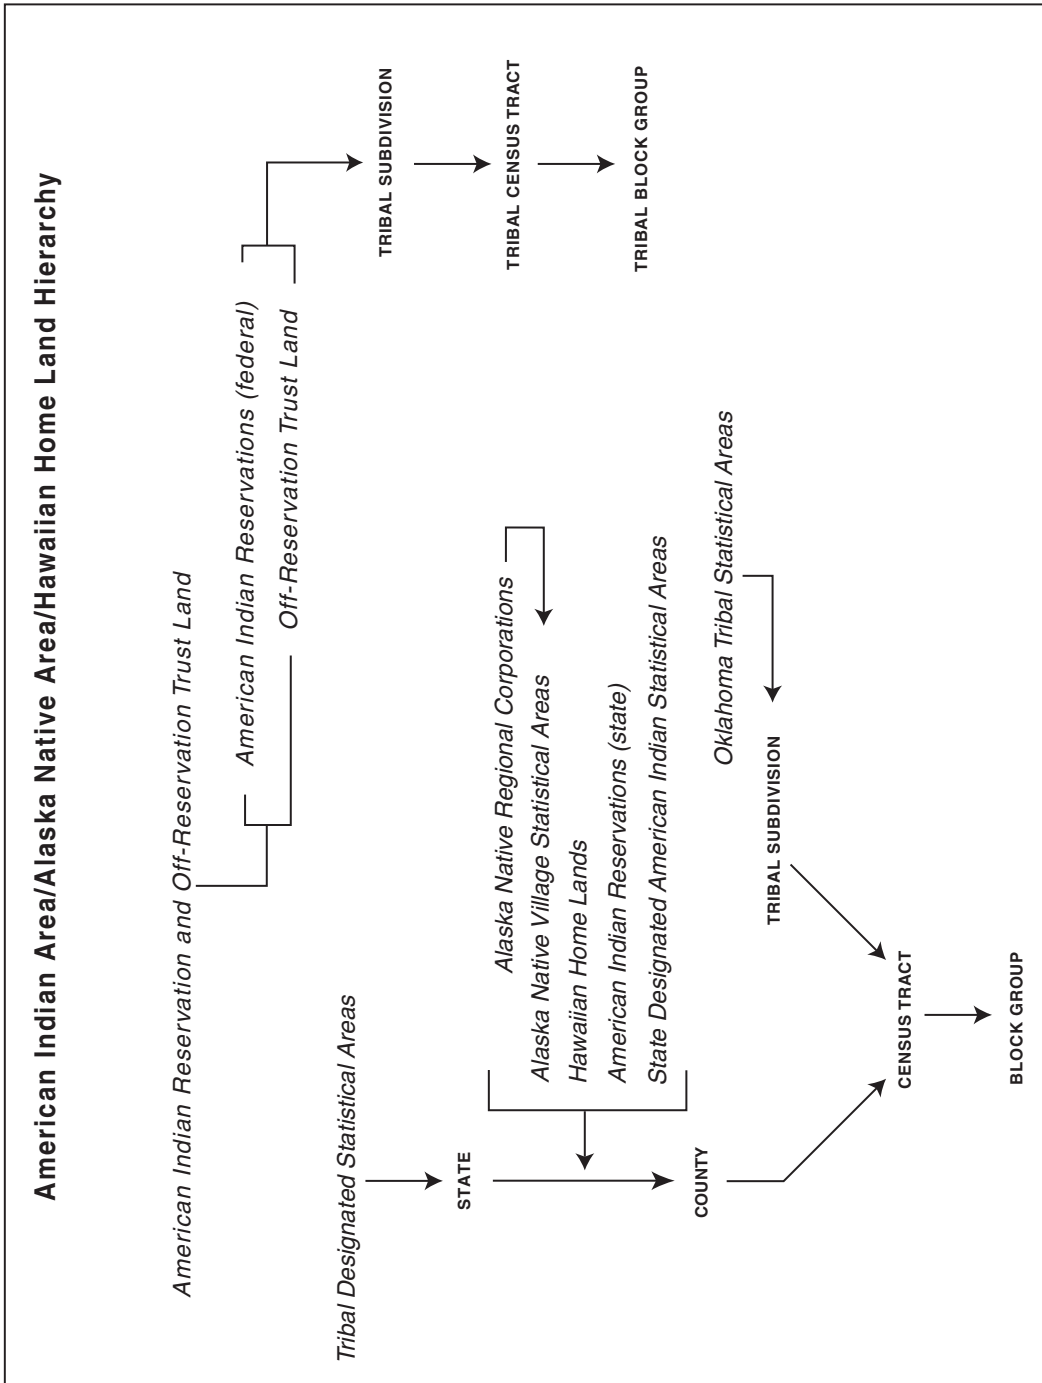 American Indian Area/Alaska Native Area/Hawaiian Home Land Hierarchy
American Indian Reservation and Off-Reservation Trust Land
American Indian Reservations (federal)
Off-Reservation Trust Land
TRIBAL SUBDIVISION
TRIBAL CENSUS TRACT
TRIBAL BLOCK GROUP
Tribal Designated Statistical Areas
STATE
Alaska Native Regional Corporations
Alaska Native Village Statistical Areas
Hawaiian Home Lands
American Indian Reservations (state)
State Designated American Indian Statistical Areas
COUNTY
Oklahoma Tribal Statistical Areas
TRIBAL SUBDIVISION
CENSUS TRACT
BLOCK GROUP